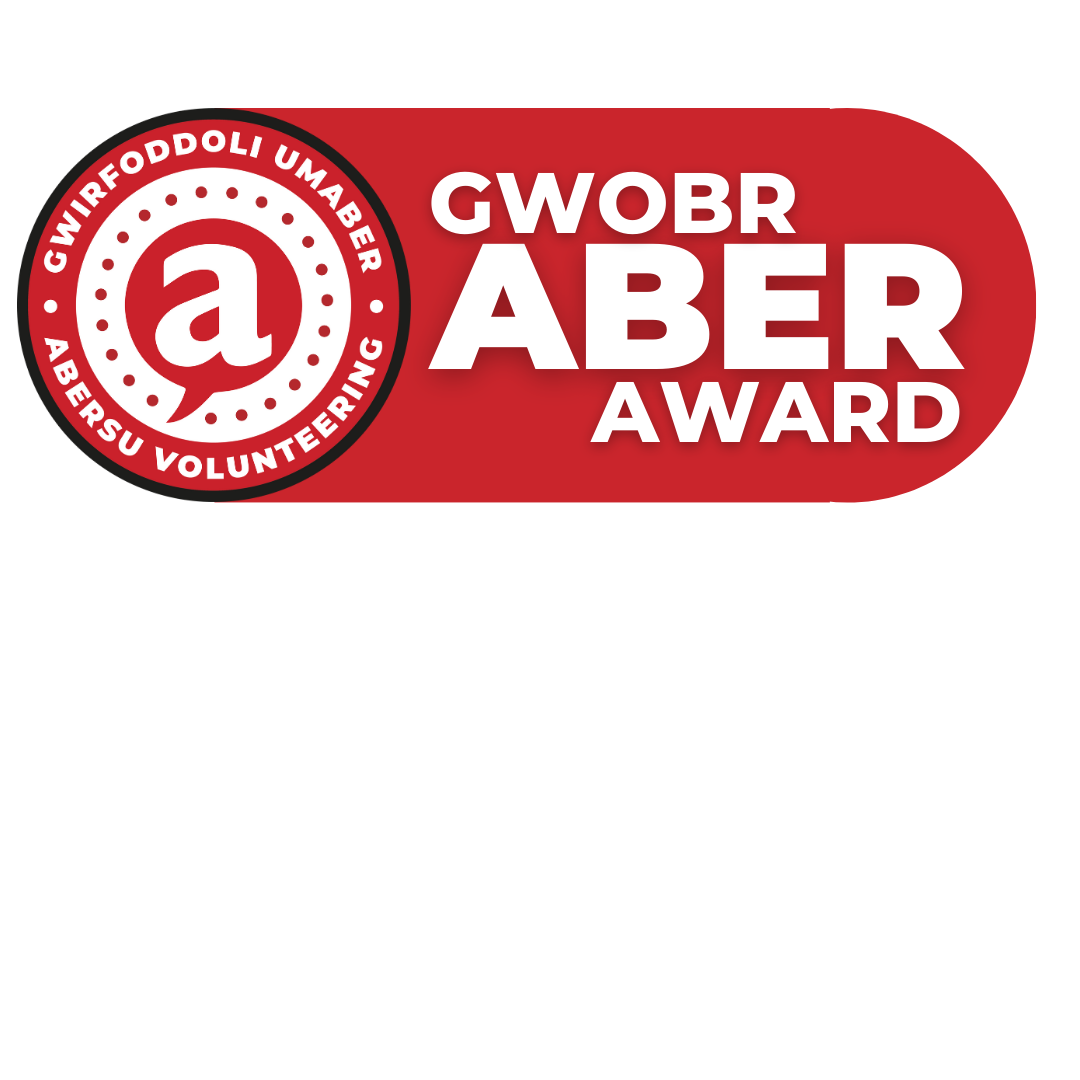 GWIRFODDOLI UMABER
a
ABERSU VOLUNTEERING
GWOBR
ABER
AWARD